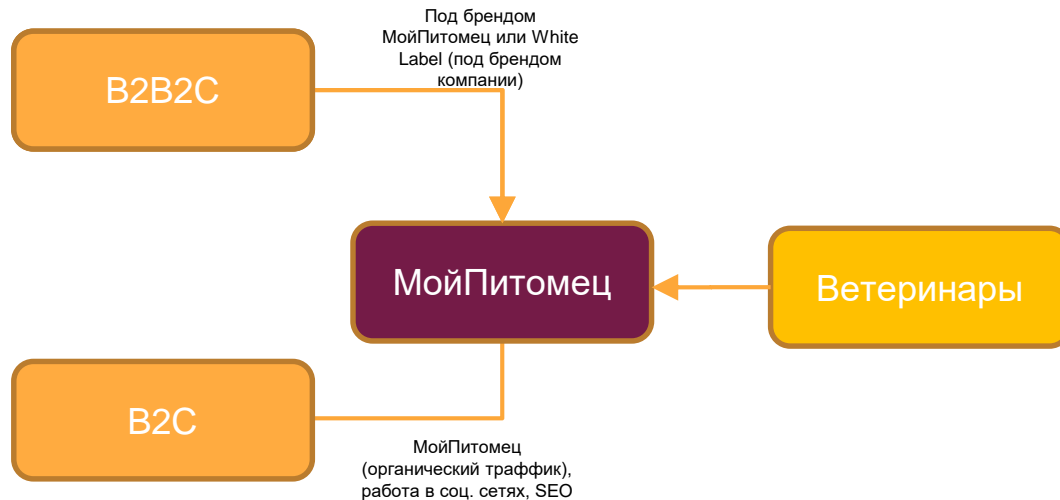 Под брендом
МойПитомец или White
Label (под брендом
компании)
B2B2C
МойПитомец
Ветеринары
B2C
МойПитомец
(органический траффик),
работа в соц. сетях, SEO